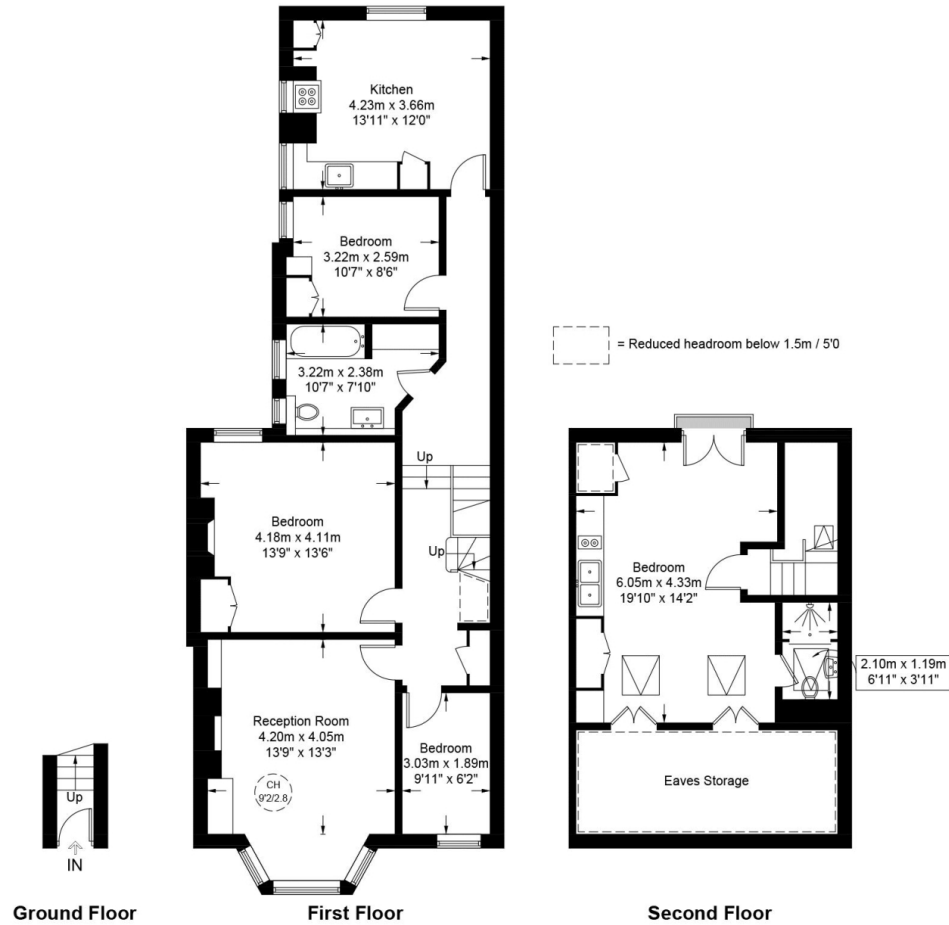 Kitchen
4.23m x 3.66m
13'11" x 12'0"
Bedroom
3.22m x 2.59m
10'7" x 8'6"
= Reduced headroom below 1.5m / 5'0
3.22m x 2.38m
10'7" x 7'10"
Up
Bedroom
4.18m x 4.11m
13'9" x 13'6"
Up
Bedroom
6.05m x 4.33m
19'10" x 14'2"
2.10m x 1.19m
6'11" x 3'11"
Reception Room
4.20m x 4.05m
13'9" x 13'3"
CH
9'2/2.8
Bedroom
3.03m x 1.89m
9'11" x 6'2"
Eaves Storage
Up
IN
Ground Floor
First Floor
Second Floor